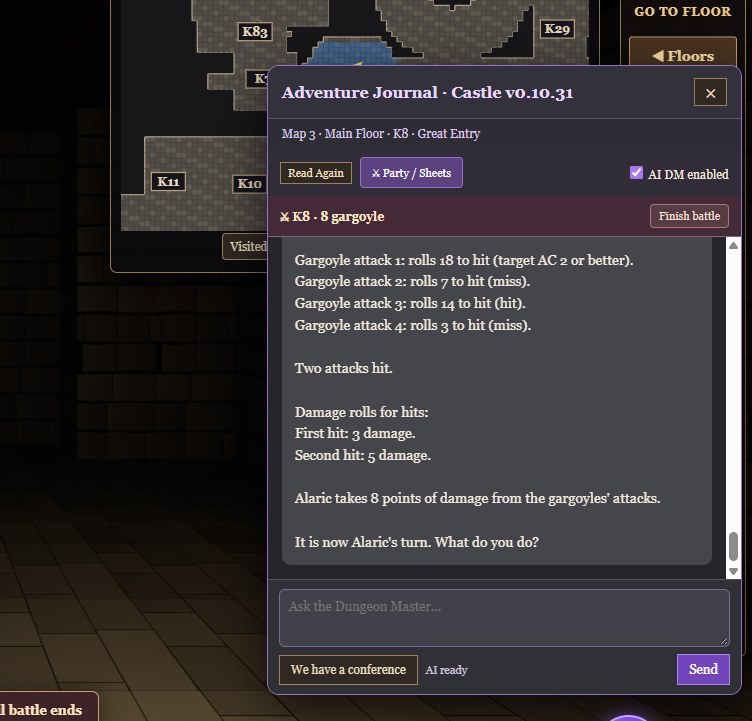 GO TO FLOOR
K83
K29
◀ Floors
Adventure Journal · Castle v0.10.31
×
Map 3 · Main Floor · K8 · Great Entry
Read Again
⚔ Party / Sheets
AI DM enabled
K11
K10
⚔ K8 - 8 gargoyle
Finish battle
Visited
Gargoyle attack 1: rolls 18 to hit (target AC 2 or better).
Gargoyle attack 2: rolls 7 to hit (miss).
Gargoyle attack 3: rolls 14 to hit (hit).
Gargoyle attack 4: rolls 3 to hit (miss).
Two attacks hit.
Damage rolls for hits:
First hit: 3 damage.
Second hit: 5 damage.
Alaric takes 8 points of damage from the gargoyles' attacks.
It is now Alaric's turn. What do you do?
Ask the Dungeon Master...
We have a conference
AI ready
Send
l battle ends